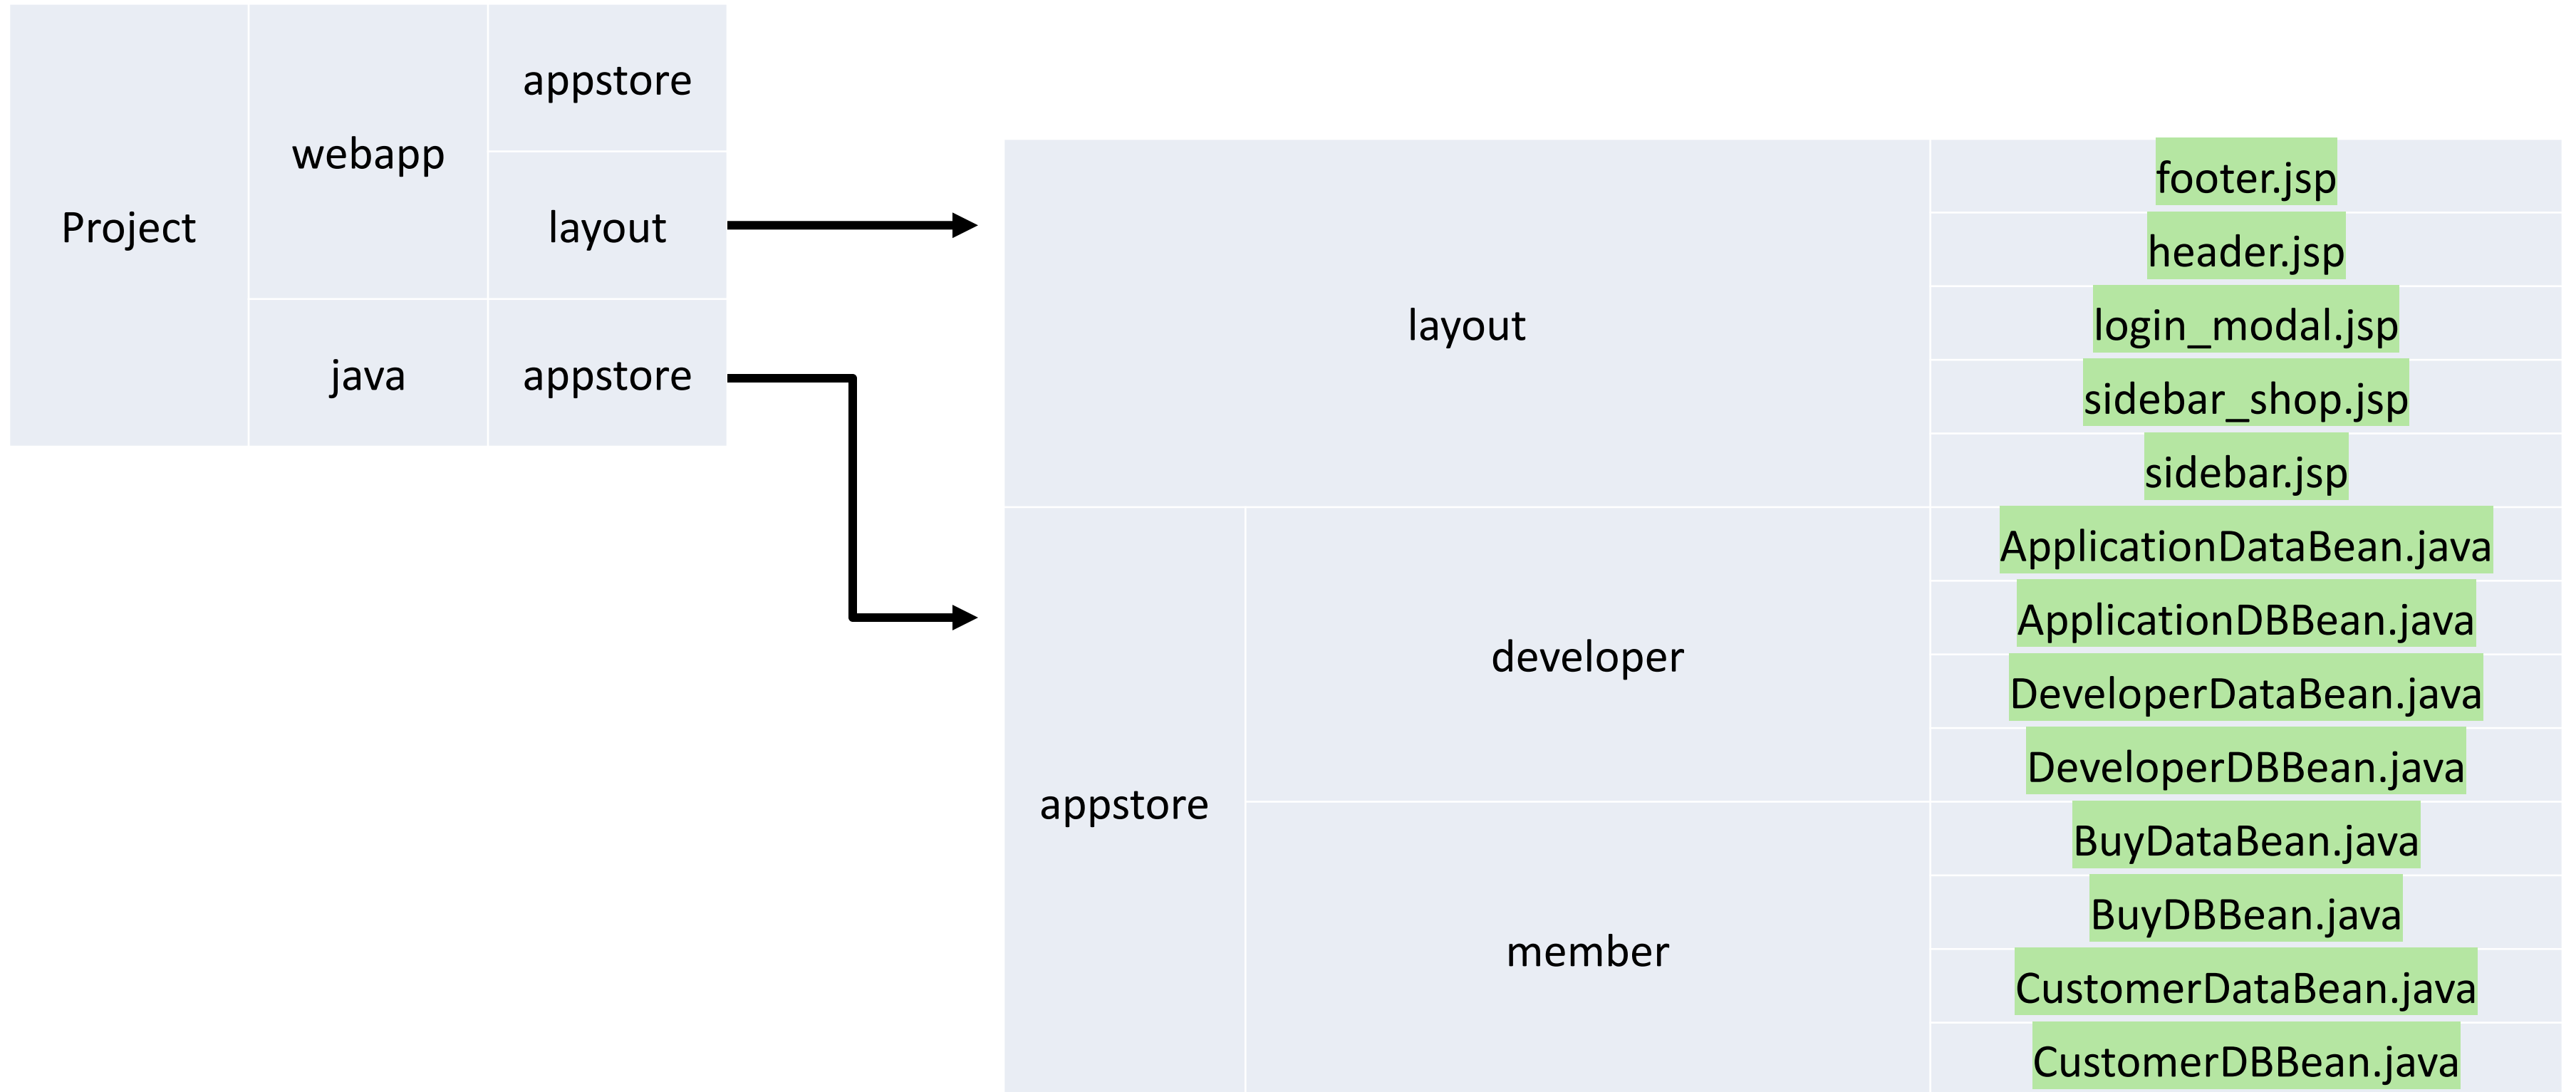 Project
webapp
appstore
layout
java
appstore
layout
footer.jsp
header.jsp
login_modal.jsp
sidebar_shop.jsp
sidebar.jsp
appstore
developer
ApplicationDataBean.java
ApplicationDBBean.java
DeveloperDataBean.java
DeveloperDBBean.java
member
BuyDataBean.java
BuyDBBean.java
CustomerDataBean.java
CustomerDBBean.java